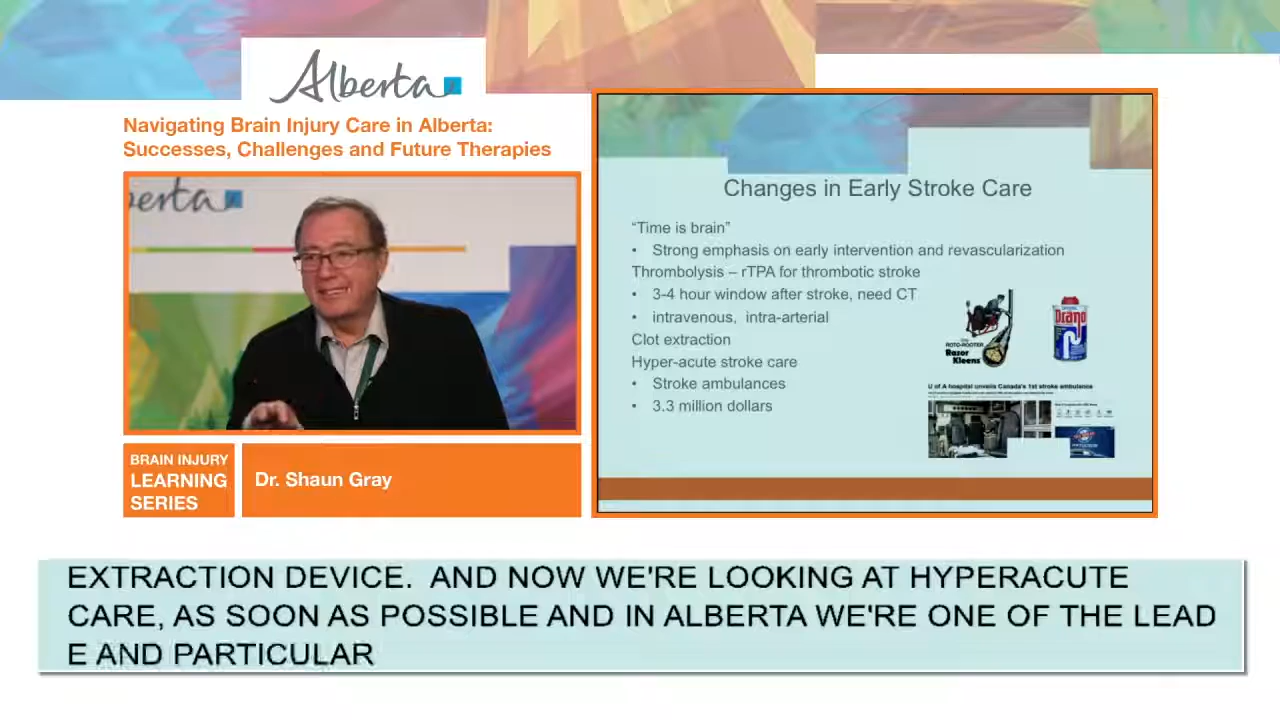 Alberta
Navigating Brain Injury Care in Alberta:
Successes, Challenges and Future Therapies
berta
BRAIN INJURY
LEARNING
SERIES
Dr. Shaun Gray
Changes in Early Stroke Care
“Time is brain”
• Strong emphasis on early intervention and revascularization
Thrombolysis – rTPA for thrombotic stroke
• 3-4 hour window after stroke, need CT
• intravenous, intra-arterial
Clot extraction
Hyper-acute stroke care
• Stroke ambulances
• 3.3 million dollars
ROTO-ROOTER
Razor
Kleens
Drano
U of A hospital unveils Canada's 1st stroke ambulance
EXTRACTION DEVICE. AND NOW WE'RE LOOKING AT HYPERACUTE
CARE, AS SOON AS POSSIBLE AND IN ALBERTA WE'RE ONE OF THE LEAD
E AND PARTICULAR